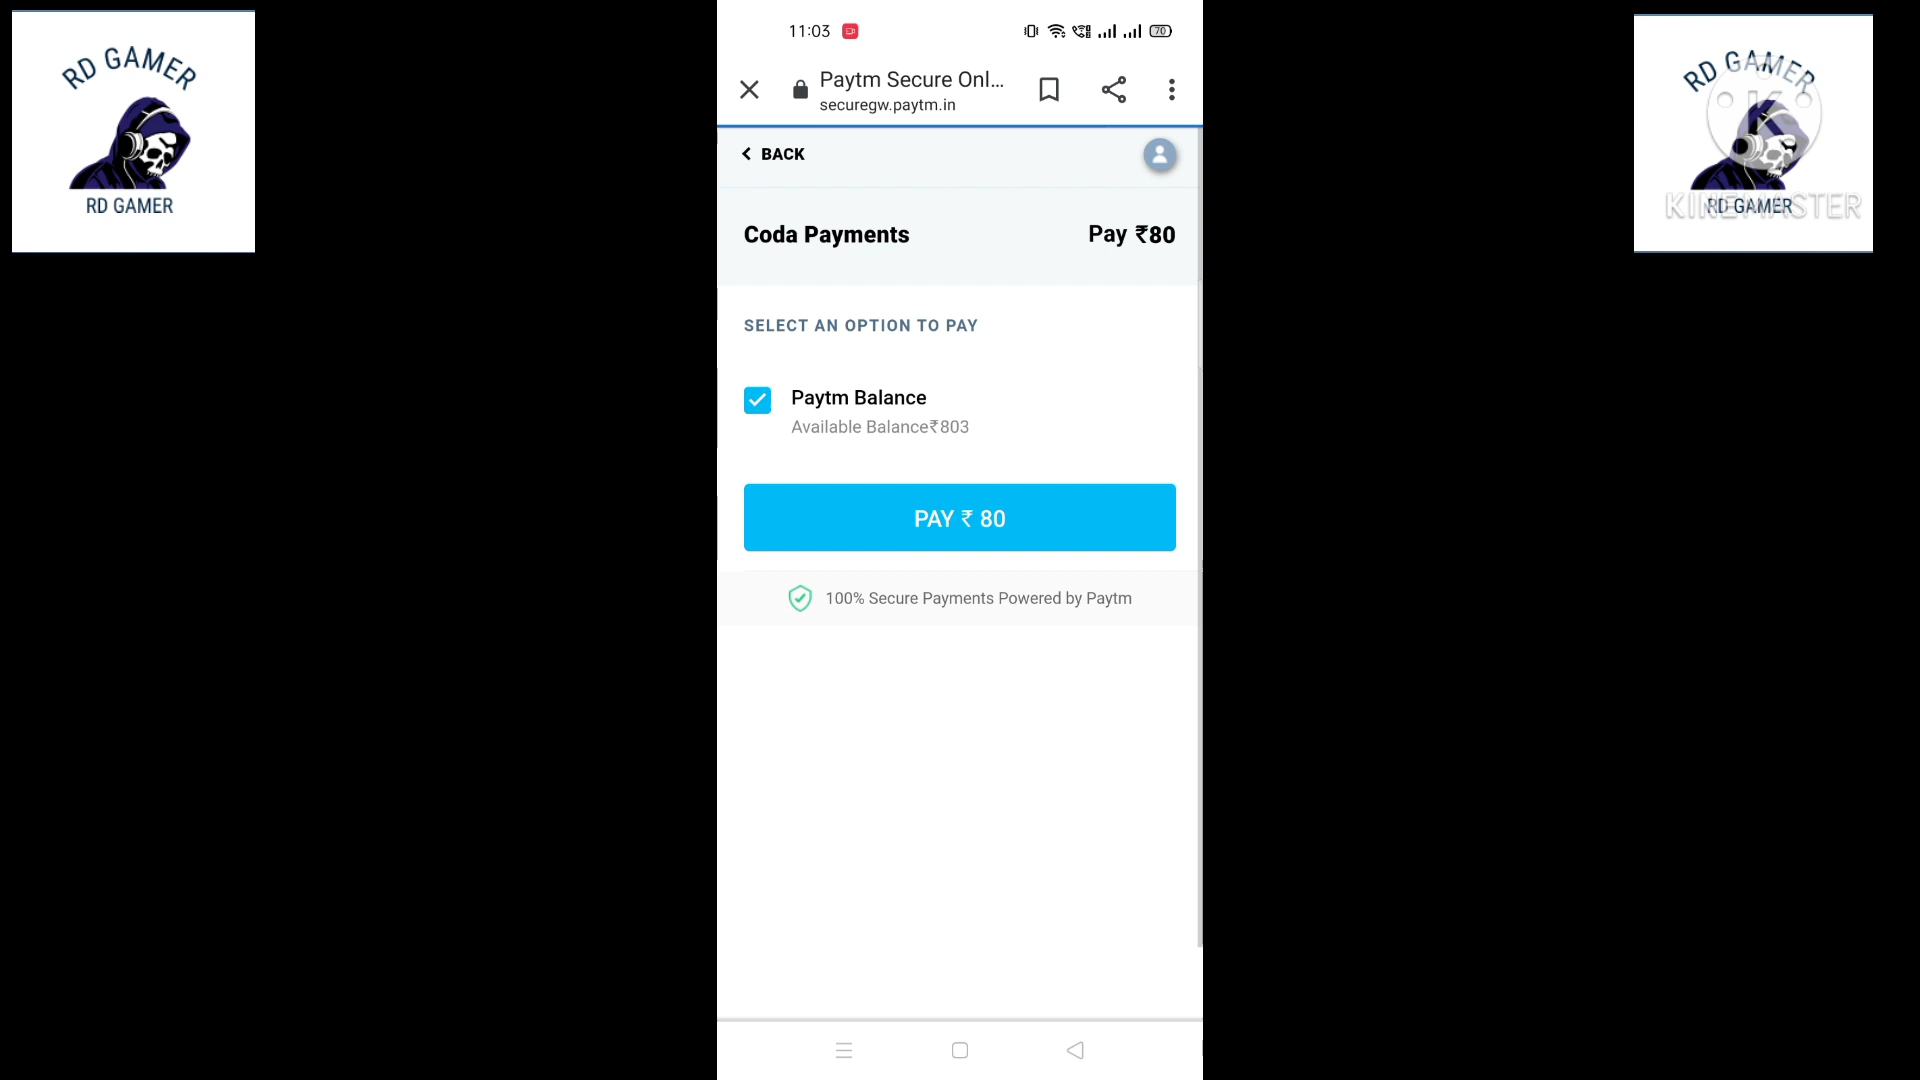 RD GAMER
RD GAMER
11:03
70
Paytm Secure Onl...
securegw.paytm.in
BACK
Coda Payments
Pay ₹80
SELECT AN OPTION TO PAY
Paytm Balance
Available Balance₹803
PAY ₹ 80
100% Secure Payments Powered by Paytm
RD GAMER
K
KINEMASTER
RD GAMER